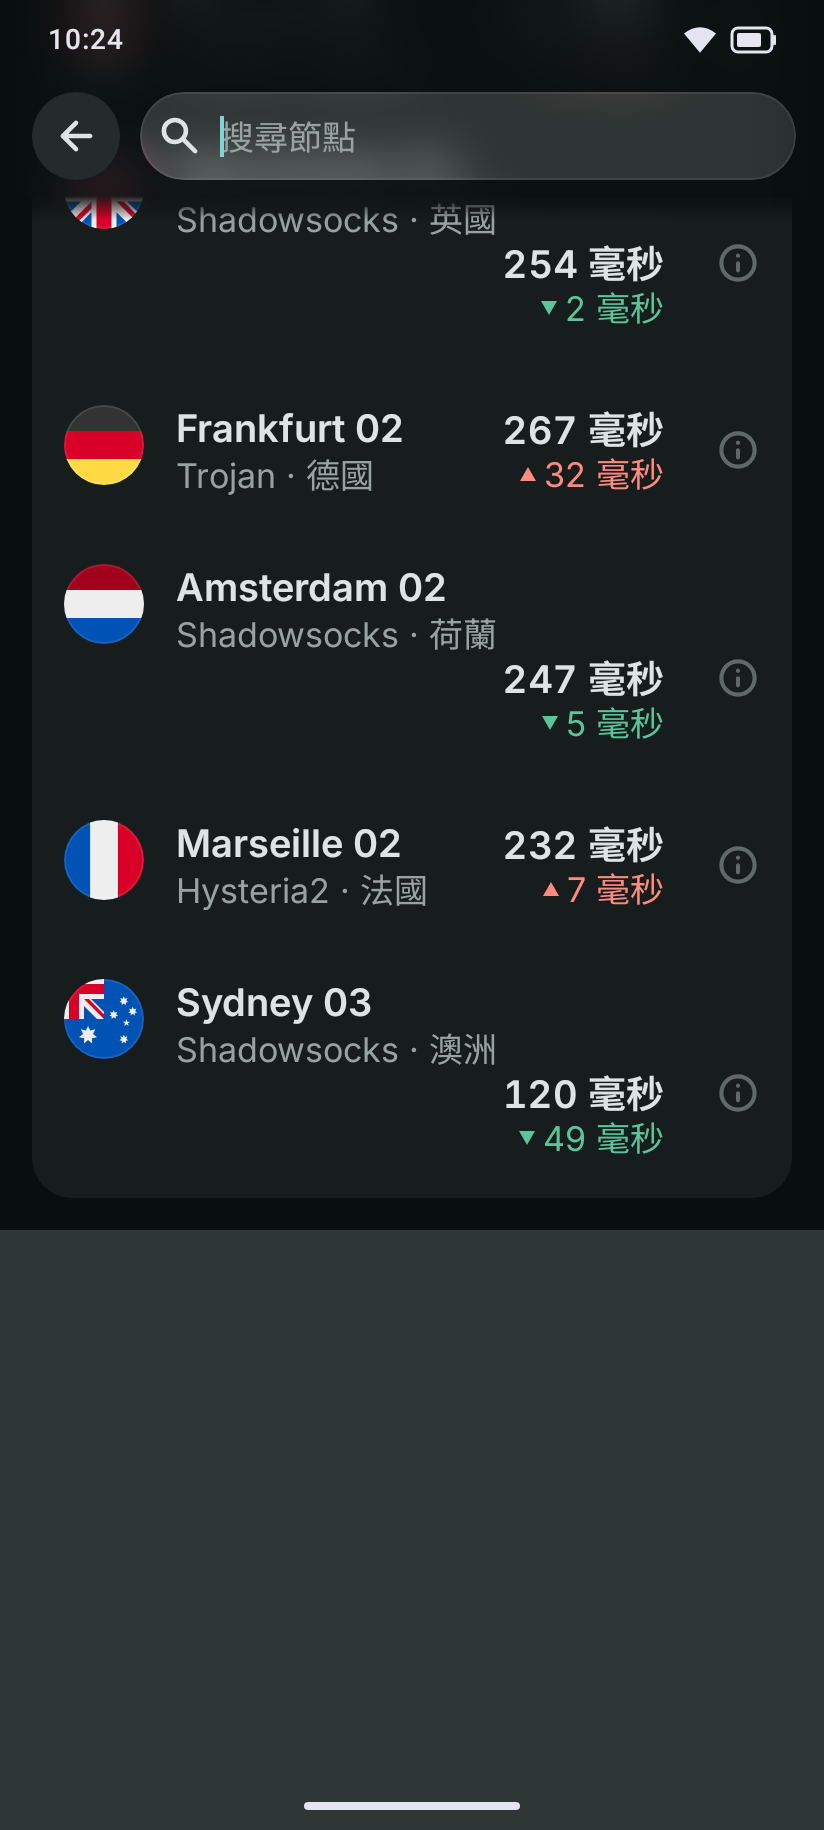 10:24
搜尋節點
Shadowsocks · 英國
254 毫秒
▼2 毫秒
Frankfurt 02
267 毫秒
Trojan · 德國
▲32 毫秒
Amsterdam 02
Shadowsocks · 荷蘭
247 毫秒
▼5 毫秒
Marseille 02
232 毫秒
Hysteria2 · 法國
▲7 毫秒
Sydney 03
Shadowsocks · 澳洲
120 毫秒
▼49 毫秒